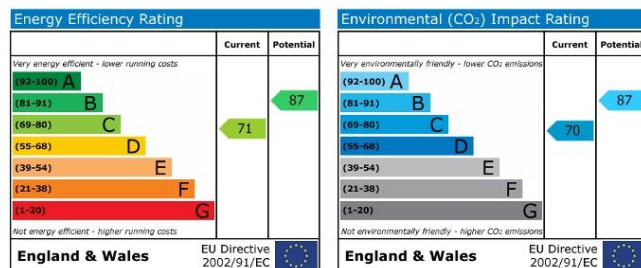 Energy Efficiency Rating
Current Potential
Very energy efficient - lower running costs
(92-100) A
(81-91) B
87
(69-80) C
71
(55-68) D
(39-54) E
(21-38) F
(1-20) G
Not energy efficient - higher running costs
England & Wales
EU Directive
2002/91/EC
Environmental (CO₂) Impact Rating
Current Potential
Very environmentally friendly - lower CO₂ emissions
(92-100) A
(81-91) B
87
(69-80) C
70
(55-68) D
(39-54) E
(21-38) F
(1-20) G
Not environmentally friendly - higher CO₂ emissions
England & Wales
EU Directive
2002/91/EC